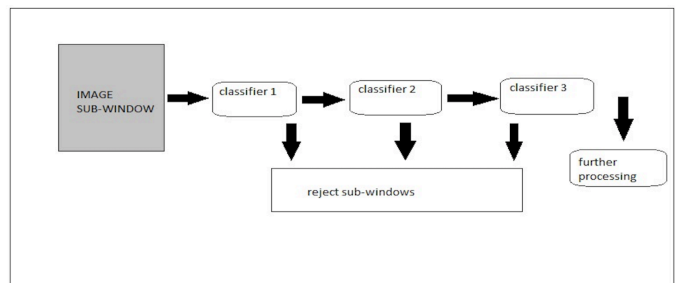 IMAGE
SUB-WINDOW
classifier 1
classifier 2
classifier 3
further
processing
reject sub-windows